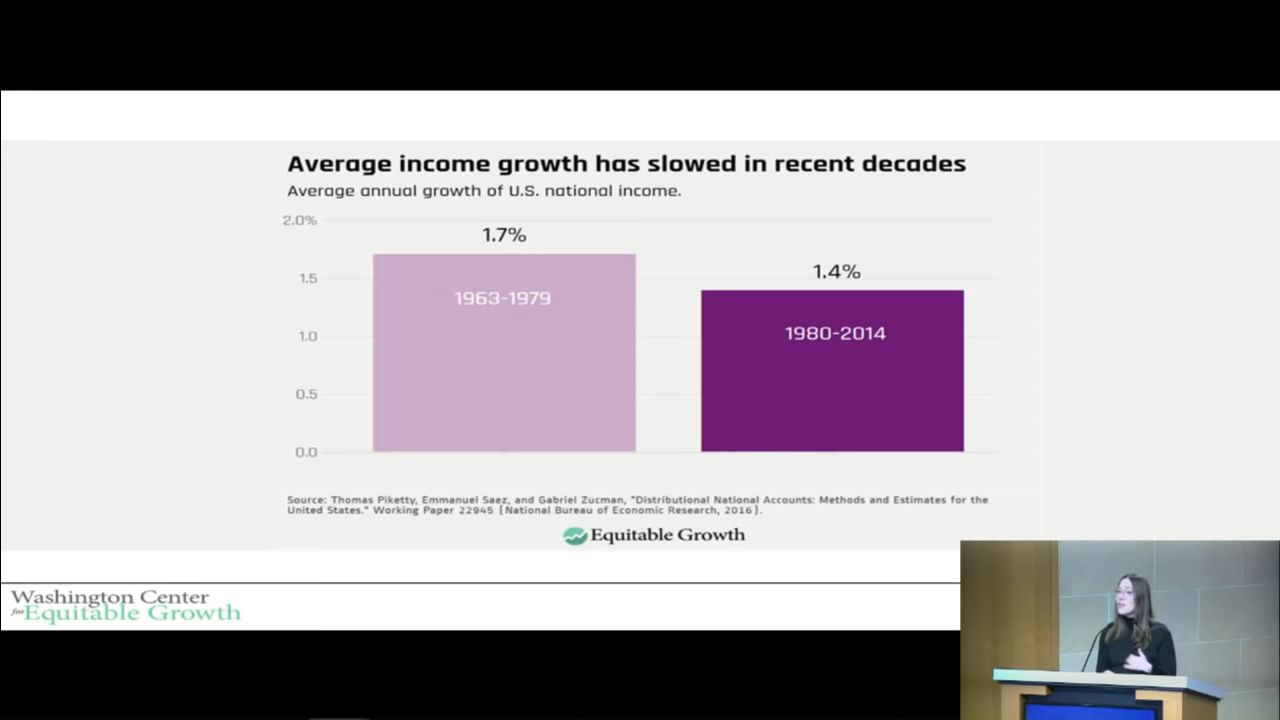 Average income growth has slowed in recent decades
Average annual growth of U.S. national income.
2.0%
1.7%
1.5
1.4%
1963-1979
1980-2014
1.0
0.5
0.0
Source: Thomas Piketty, Emmanuel Saez, and Gabriel Zucman, "Distributional National Accounts: Methods and Estimates for the
United States." Working Paper 22945 (National Bureau of Economic Research, 2016).
Equitable Growth
Washington Center
for Equitable Growth